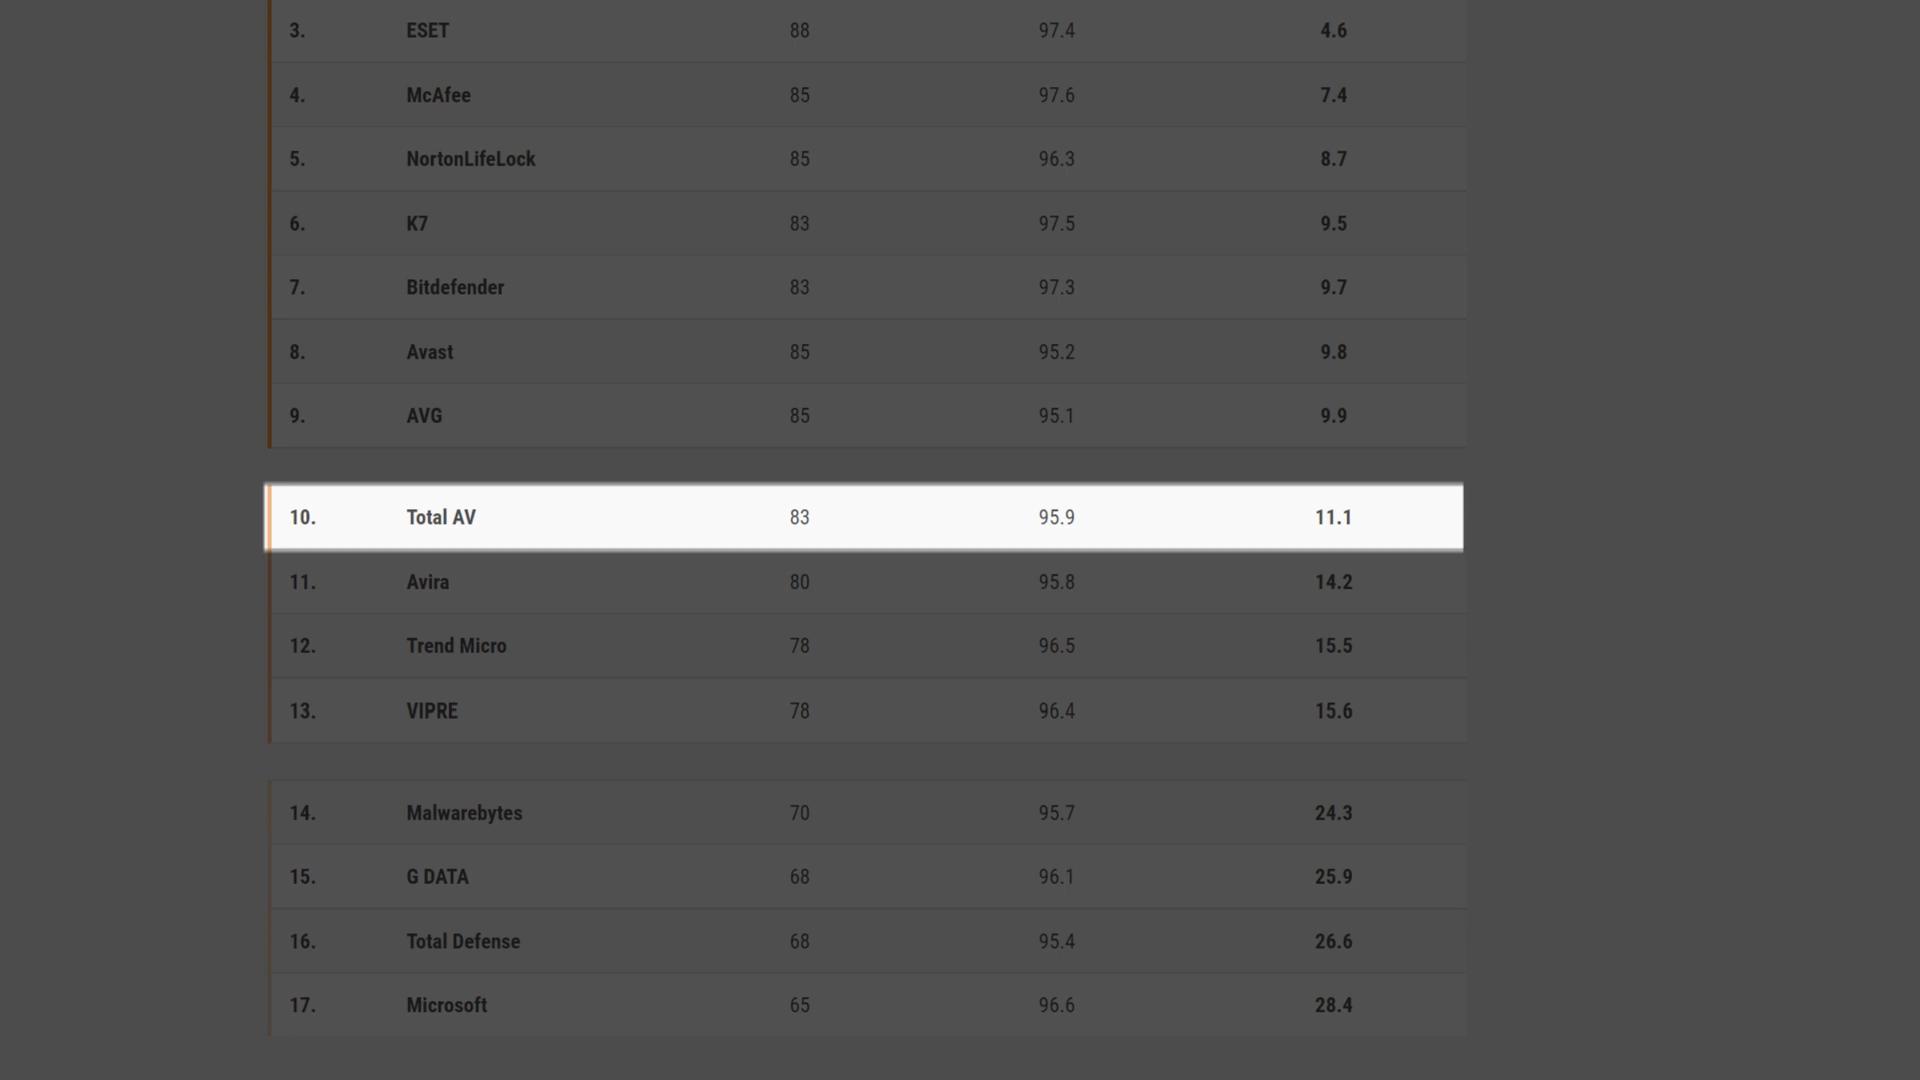 3. ESET 88 97.4 4.6
4. McAfee 85 97.6 7.4
5. NortonLifeLock 85 96.3 8.7
6. K7 83 97.5 9.5
7. Bitdefender 83 97.3 9.7
8. Avast 85 95.2 9.8
9. AVG 85 95.1 9.9
10. Total AV 83 95.9 11.1
11. Avira 80 95.8 14.2
12. Trend Micro 78 96.5 15.5
13. VIPRE 78 96.4 15.6
14. Malwarebytes 70 95.7 24.3
15. G DATA 68 96.1 25.9
16. Total Defense 68 95.4 26.6
17. Microsoft 65 96.6 28.4